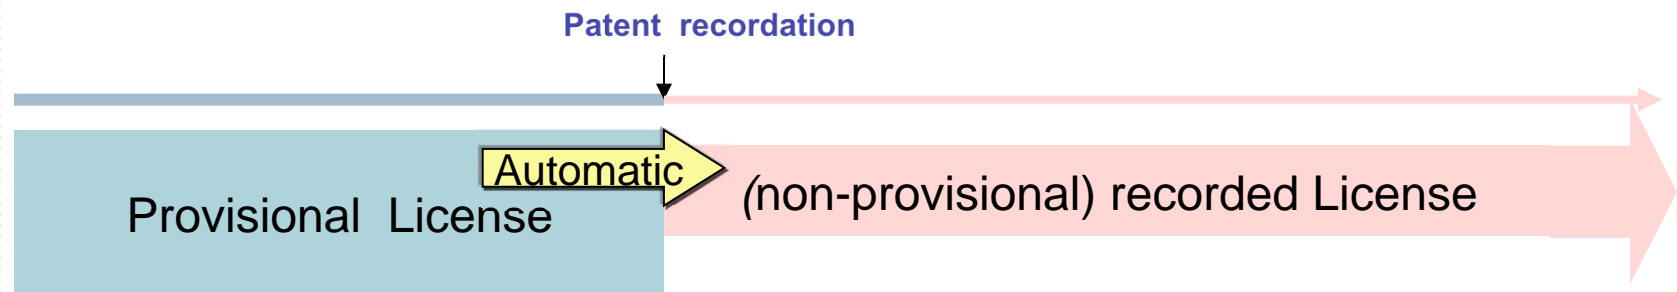 Patent recordation
Automatic
Provisional License
(non-provisional) recorded License